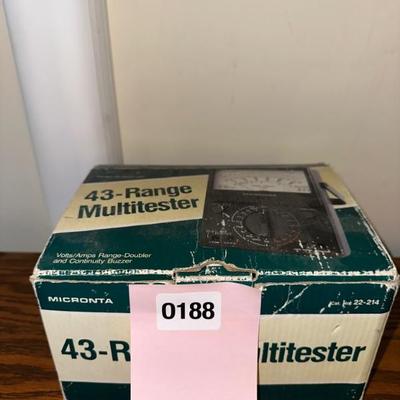 43-Range
Multitester
Volts/Amps Range-Doubler
and Continuity Buzzer
MICRONTA
Cat. No. 22-214
0188
43-R ltitester